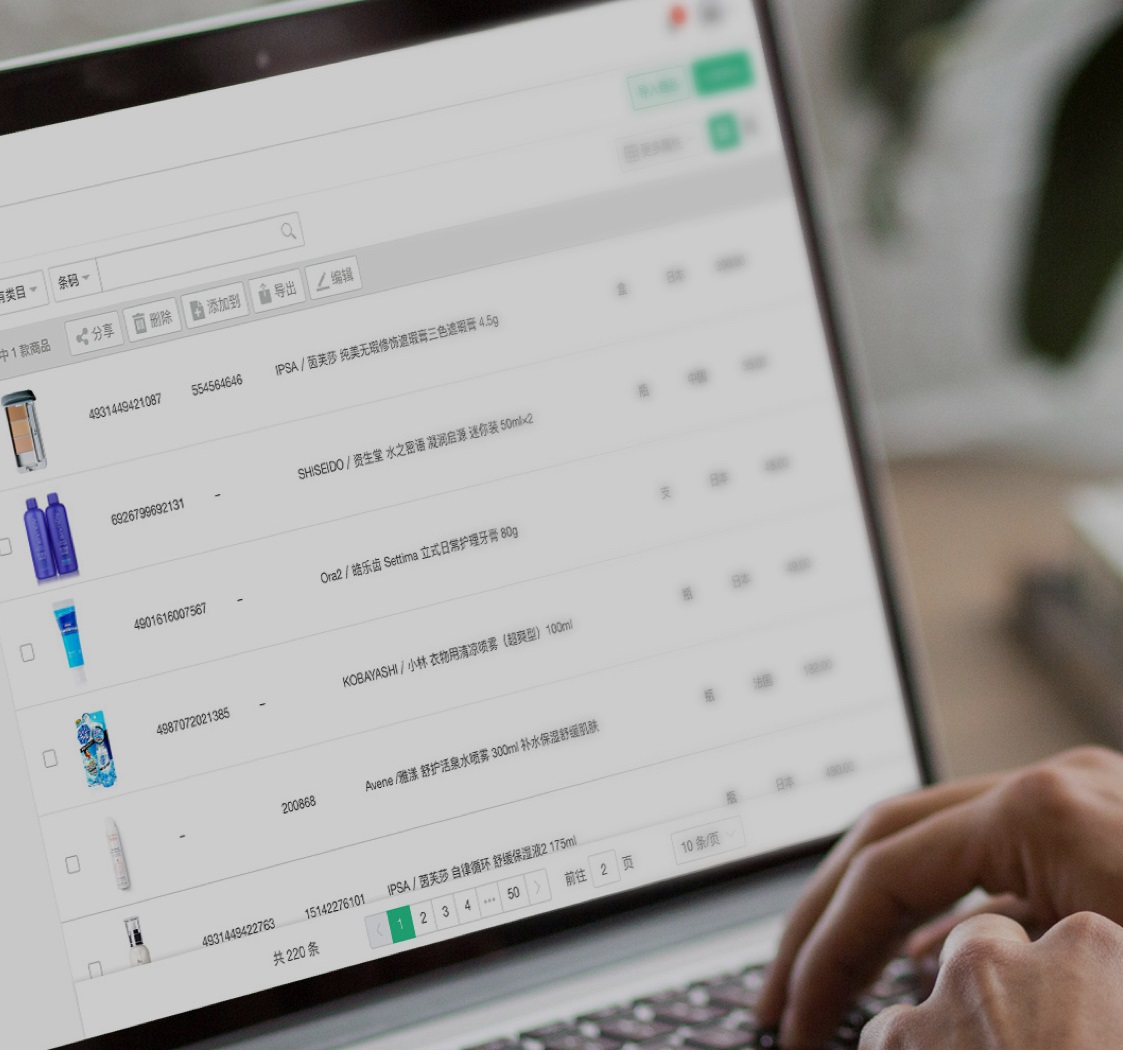 有类目 条码
中 1 款商品 分享 删除 添加到 导出 编辑
4931449421087 554564646 IPSA / 茵芙莎 纯美无瑕修饰遮瑕膏三色遮瑕膏 4.5g 盒 日本
6926799692131 – SHISEIDO / 资生堂 水之密语 凝润启源 迷你装 50ml×2 瓶 中国
4901616007567 – Ora2 / 皓乐齿 Settima 立式日常护理牙膏 80g 支 日本
4987072021385 – KOBAYASHI / 小林 衣物用清凉喷雾（超爽型）100ml 瓶 日本
– 200868 Avene /雅漾 舒护活泉水喷雾 300ml 补水保湿舒缓肌肤 瓶 法国
4931449422763 15142276101 IPSA / 茵芙莎 自律循环 舒缓保湿液2 175ml 瓶 日本
共 220 条 1 2 3 4 ··· 50 前往 2 页 10 条/页